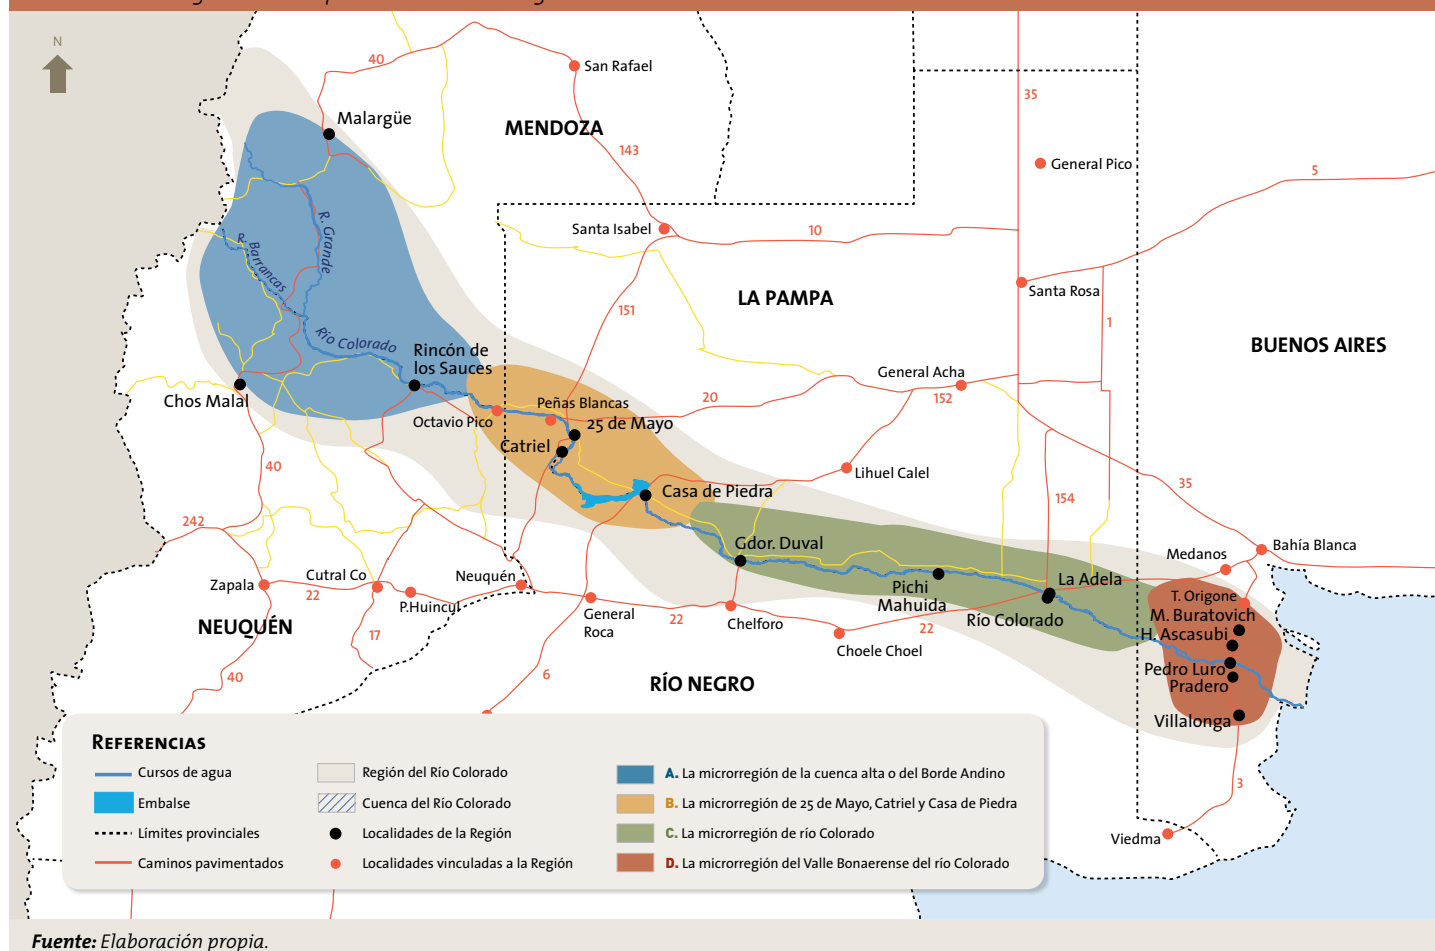 N
40
San Rafael
Malargüe
MENDOZA
35
143
General Pico
5
R. Grande
Santa Isabel
10
R. Barrancas
LA PAMPA
Santa Rosa
151
1
Río Colorado
Rincón de
los Sauces
BUENOS AIRES
General Acha
Chos Malal
Peñas Blancas
20
152
Octavio Pico
25 de Mayo
Catriel
40
Lihuel Calel
35
Casa de Piedra
154
242
Gdor. Duval
Bahía Blanca
Medanos
Zapala
Cutral Co
Neuquén
La Adela
22
P.Huincul
Pichi
Mahuida
T. Origone
General
Roca
22
Chelforo
Río Colorado
M. Buratovich
NEUQUÉN
17
22
H. Ascasubi
Choele Choel
Pedro Luro
40
6
RÍO NEGRO
Pradero
Villalonga
3
Viedma
REFERENCIAS
Cursos de agua
Embalse
Límites provinciales
Caminos pavimentados
Región del Río Colorado
Cuenca del Río Colorado
Localidades de la Región
Localidades vinculadas a la Región
A. La microrregión de la cuenca alta o del Borde Andino
B. La microrregión de 25 de Mayo, Catriel y Casa de Piedra
C. La microrregión de río Colorado
D. La microrregión del Valle Bonaerense del río Colorado
Fuente: Elaboración propia.